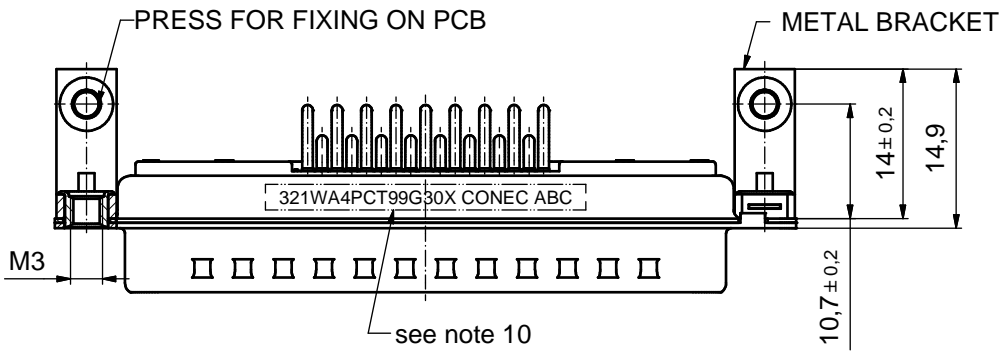 PRESS FOR FIXING ON PCB
METAL BRACKET
14±0,2
14,9
321WA4PCT99G30X CONEC ABC
M3
10,7±0,2
see note 10